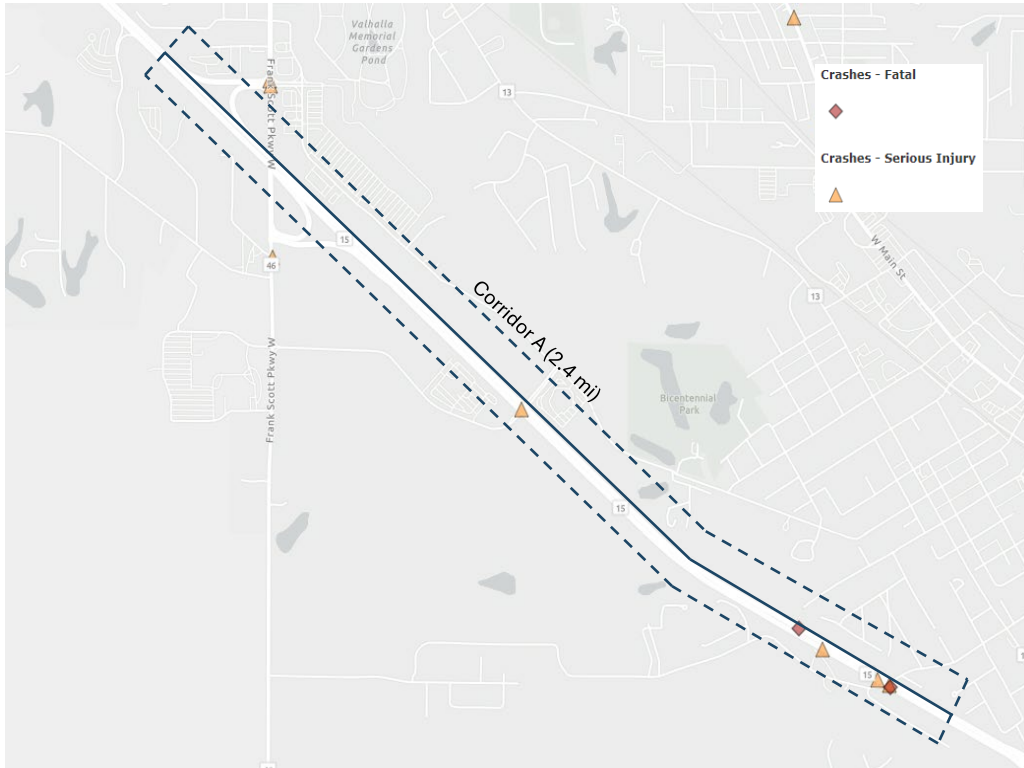 Valhalla
Memorial
Gardens
Pond
Crashes - Fatal
Crashes - Serious Injury
Frank Scott Pkwy W
13
15
46
W Main St
13
Corridor A (2.4 mi)
Frank Scott Pkwy W
Bicentennial
Park
15
15